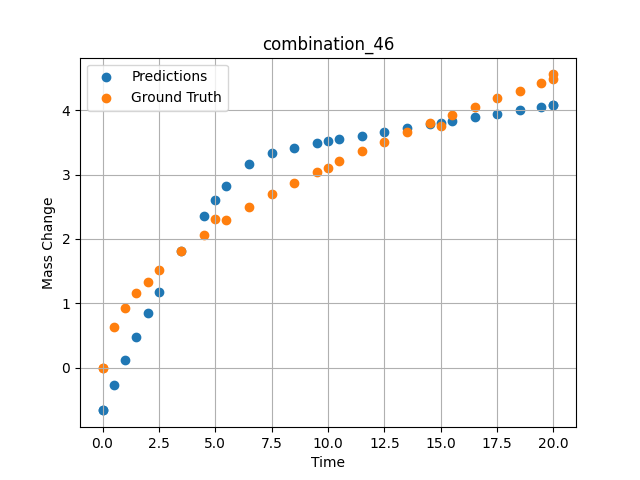 combination_46
Predictions
Ground Truth
Mass Change
4
3
2
1
0
0.0 2.5 5.0 7.5 10.0 12.5 15.0 17.5 20.0
Time